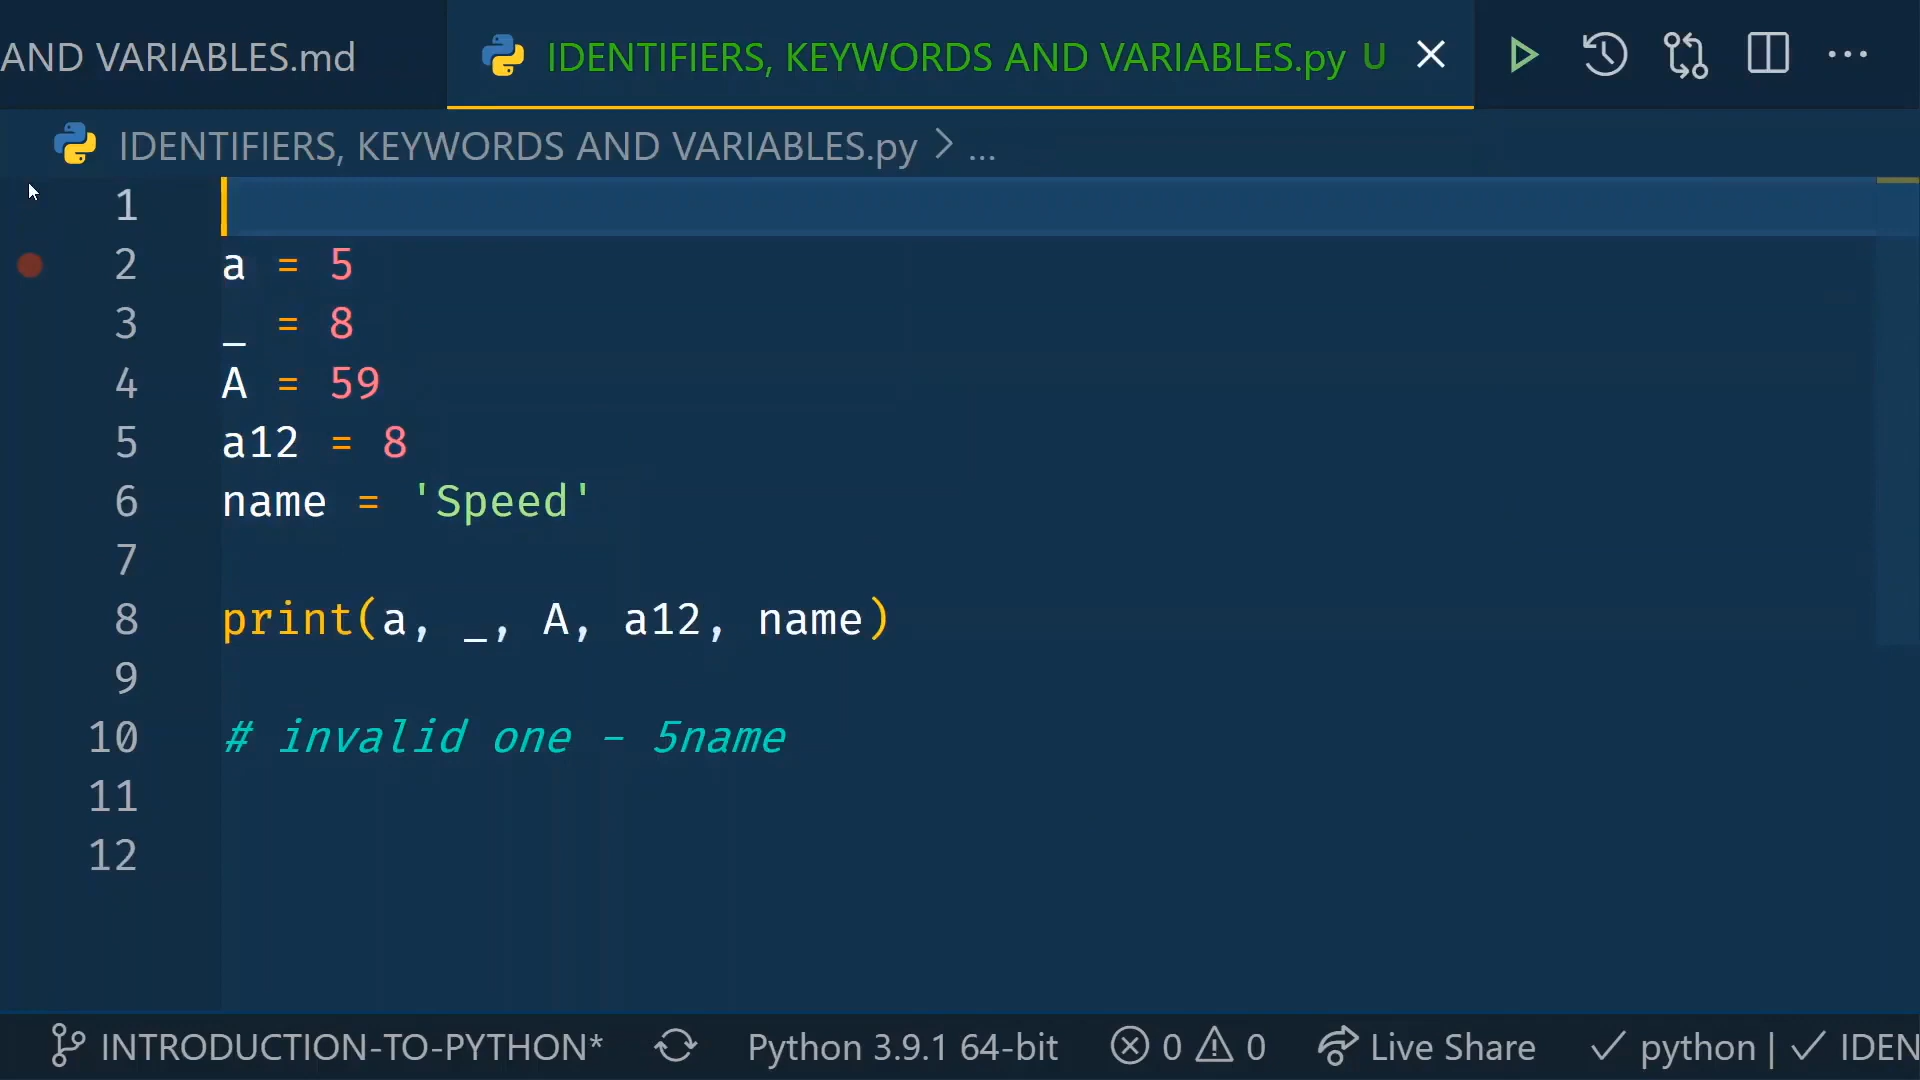 AND VARIABLES.md IDENTIFIERS, KEYWORDS AND VARIABLES.py U
IDENTIFIERS, KEYWORDS AND VARIABLES.py > ...
1
2 a = 5
3 _ = 8
4 A = 59
5 a12 = 8
6 name = 'Speed'
7
8 print(a, _, A, a12, name)
9
10 # invalid one - 5name
11
12
INTRODUCTION-TO-PYTHON* Python 3.9.1 64-bit 0 0 Live Share python | IDEN